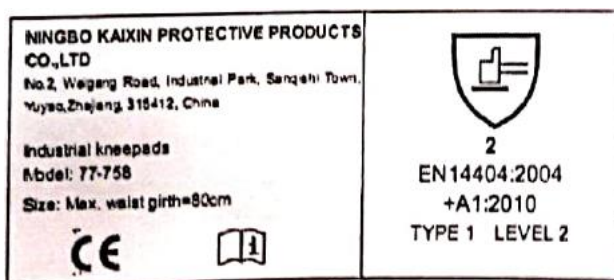 NINGBO KAIXIN PROTECTIVE PRODUCTS
CO.,LTD
No.2, Weigang Road, Industrial Park, Sanqishi Town,
Yuyao, Zhejiang, 315412, China
Industrial kneepads
Model: 77-758
Size: Max. waist girth=80cm
CE
i
2
EN14404:2004
+A1:2010
TYPE 1 LEVEL 2